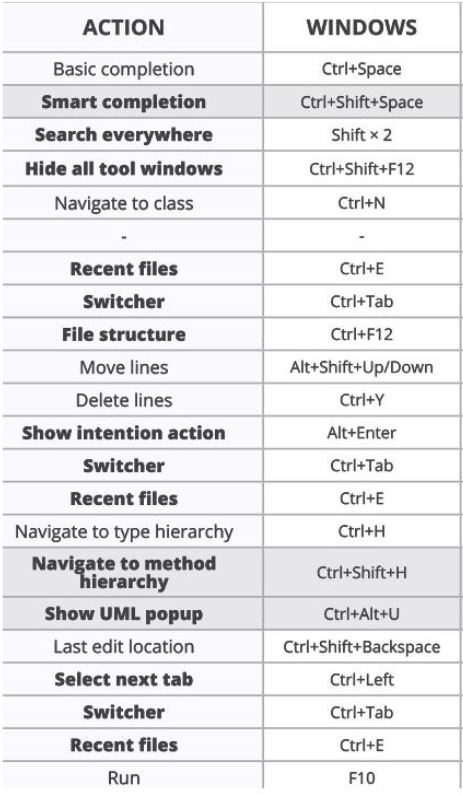 ACTION WINDOWS
Basic completion Ctrl+Space
Smart completion Ctrl+Shift+Space
Search everywhere Shift × 2
Hide all tool windows Ctrl+Shift+F12
Navigate to class Ctrl+N
- -
Recent files Ctrl+E
Switcher Ctrl+Tab
File structure Ctrl+F12
Move lines Alt+Shift+Up/Down
Delete lines Ctrl+Y
Show intention action Alt+Enter
Switcher Ctrl+Tab
Recent files Ctrl+E
Navigate to type hierarchy Ctrl+H
Navigate to method
hierarchy Ctrl+Shift+H
Show UML popup Ctrl+Alt+U
Last edit location Ctrl+Shift+Backspace
Select next tab Ctrl+Left
Switcher Ctrl+Tab
Recent files Ctrl+E
Run F10